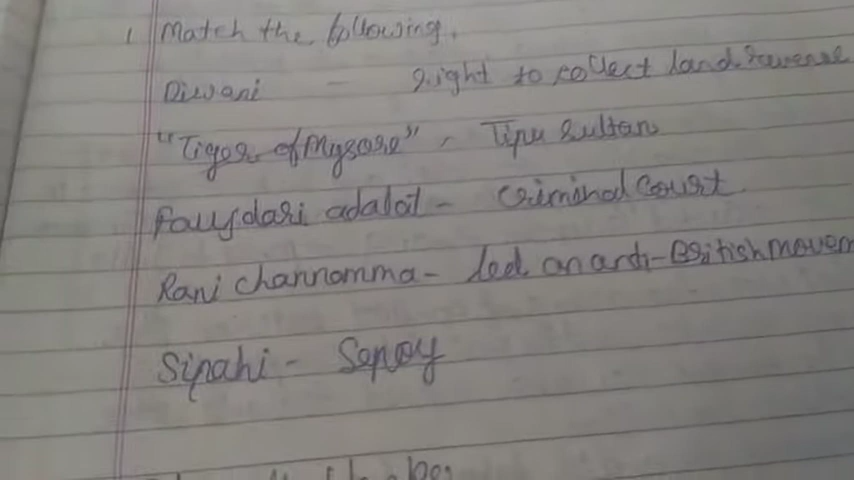 1 Match the following.
Diwani - right to collect land revenue
"Tiger of Mysore" - Tipu Sultan
Faujdari adalat - criminal court
Rani channamma - led an anti-British movem
Sipahi - Sepoy